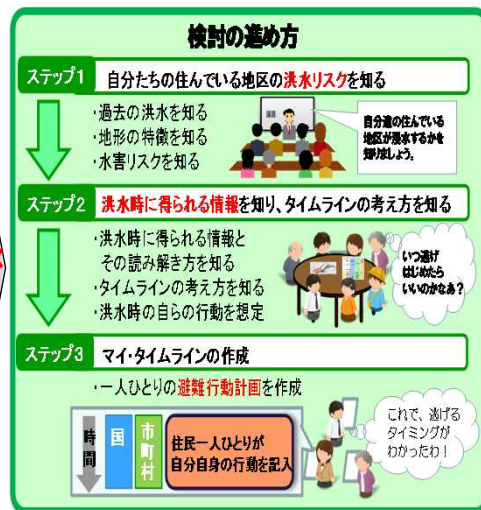 検討の進め方
ステップ1 自分たちの住んでいる地区の洪水リスクを知る
・過去の洪水を知る
・地形の特徴を知る
・水害リスクを知る
自分達の住んでいる
地区が浸水するかを
知りましょう。
ステップ2 洪水時に得られる情報を知り、タイムラインの考え方を知る
・洪水時に得られる情報と
その読み解き方を知る
・タイムラインの考え方を知る
・洪水時の自らの行動を想定
いつ逃げ
はじめたら
いいのかなあ?
ステップ3 マイ・タイムラインの作成
・一人ひとりの避難行動計画を作成
時間
国
市町村
住民一人ひとりが
自分自身の行動を記入
これで、逃げる
タイミングが
わかったわ!